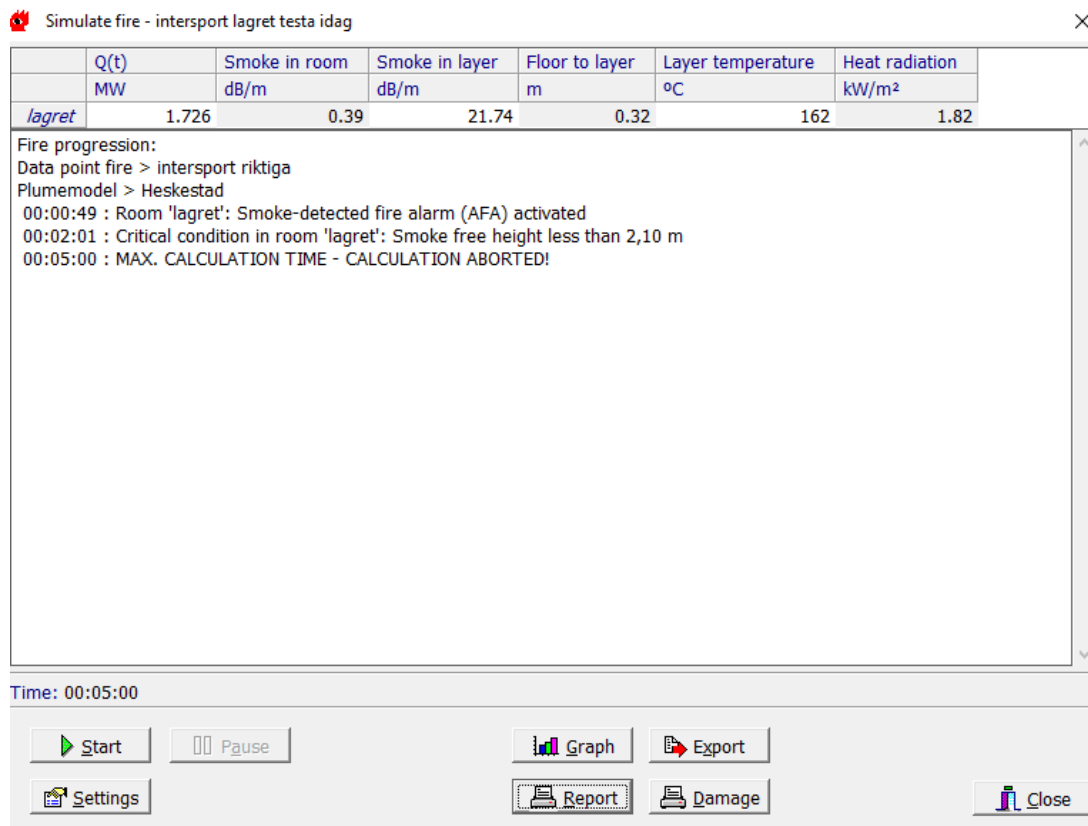 Simulate fire - intersport lagret testa idag
Q(t) Smoke in room Smoke in layer Floor to layer Layer temperature Heat radiation
MW dB/m dB/m m ºC kW/m²
lagret 1.726 0.39 21.74 0.32 162 1.82
Fire progression:
Data point fire > intersport riktiga
Plumemodel > Heskestad
00:00:49 : Room 'lagret': Smoke-detected fire alarm (AFA) activated
00:02:01 : Critical condition in room 'lagret': Smoke free height less than 2,10 m
00:05:00 : MAX. CALCULATION TIME - CALCULATION ABORTED!
Time: 00:05:00
Start Pause Graph Export
Settings Report Damage Close